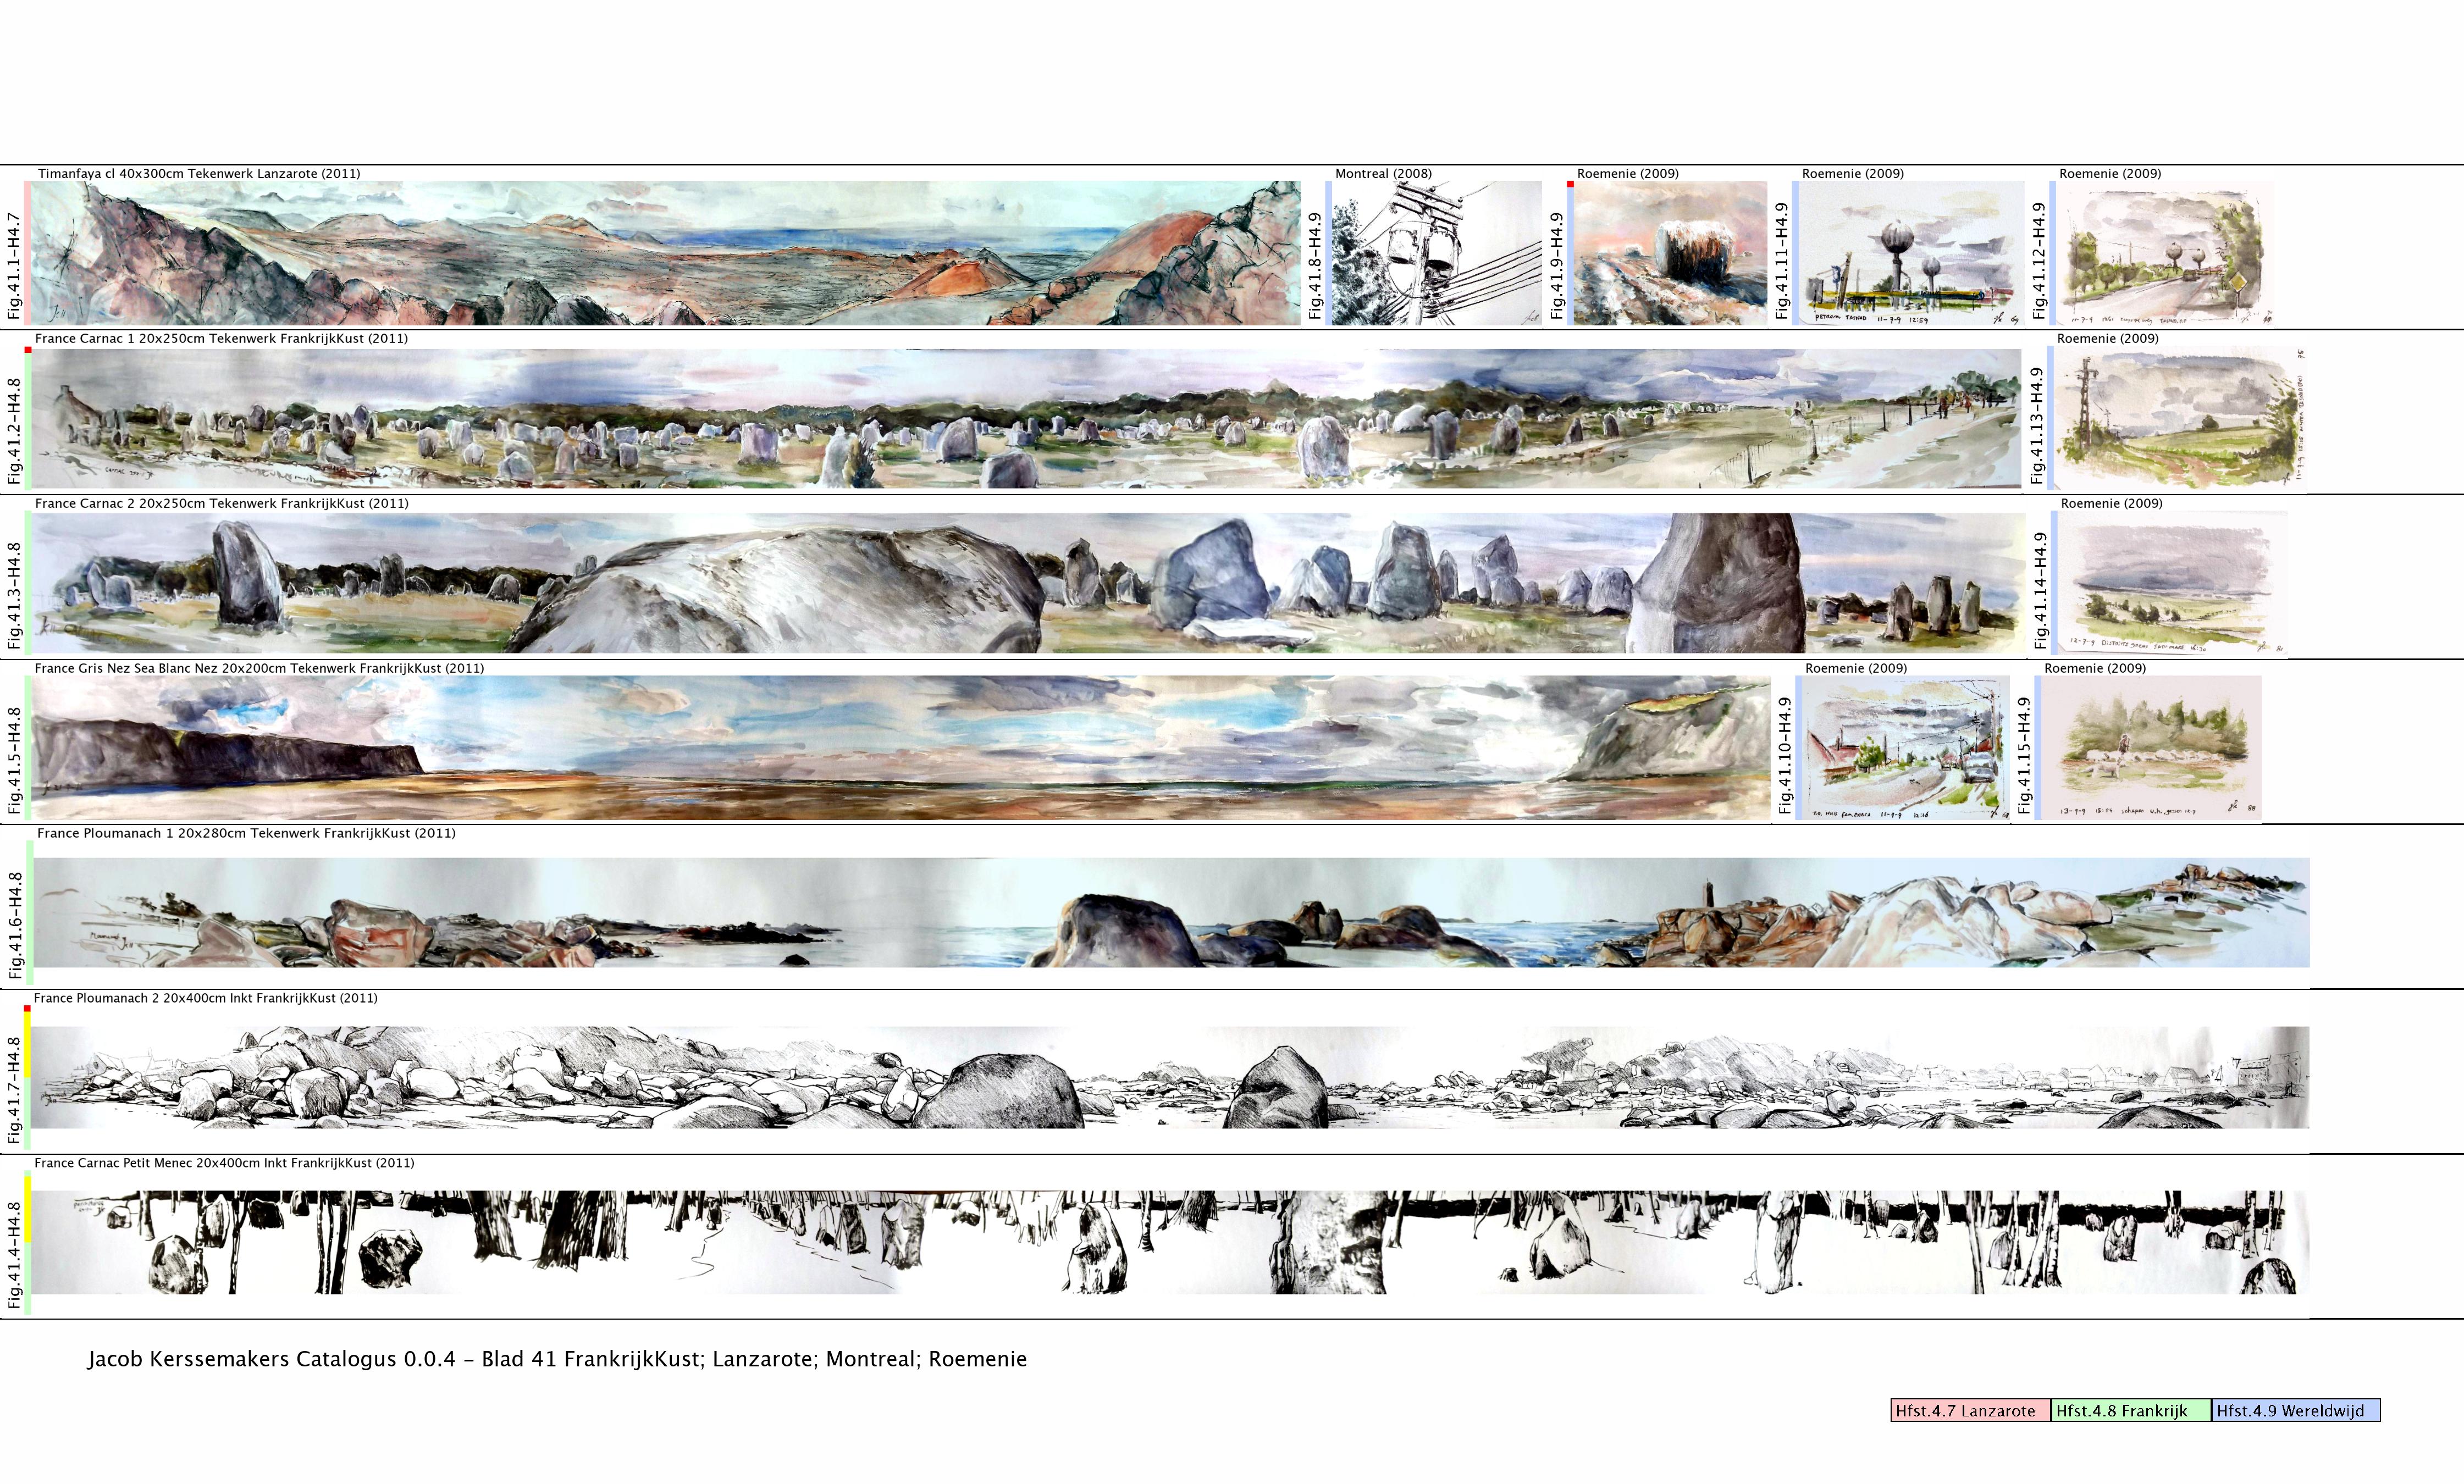 Timanfaya cl 40x300cm Tekenwerk Lanzarote (2011)
Fig.41.1-H4.7
Montreal (2008)
Fig.41.8-H4.9
Roemenie (2009)
Fig.41.9-H4.9
Roemenie (2009)
Fig.41.11-H4.9
PETROM TASNAD 11-7-9 12:59
Roemenie (2009)
Fig.41.12-H4.9
France Carnac 1 20x250cm Tekenwerk FrankrijkKust (2011)
Fig.41.2-H4.8
Roemenie (2009)
Fig.41.13-H4.9
France Carnac 2 20x250cm Tekenwerk FrankrijkKust (2011)
Fig.41.3-H4.8
Roemenie (2009)
Fig.41.14-H4.9
France Gris Nez Sea Blanc Nez 20x200cm Tekenwerk FrankrijkKust (2011)
Fig.41.5-H4.8
Roemenie (2009)
Fig.41.10-H4.9
Roemenie (2009)
Fig.41.15-H4.9
France Ploumanach 1 20x280cm Tekenwerk FrankrijkKust (2011)
Fig.41.6-H4.8
France Ploumanach 2 20x400cm Inkt FrankrijkKust (2011)
Fig.41.7-H4.8
France Carnac Petit Menec 20x400cm Inkt FrankrijkKust (2011)
Fig.41.4-H4.8
Jacob Kerssemakers Catalogus 0.0.4 - Blad 41 FrankrijkKust; Lanzarote; Montreal; Roemenie
Hfst.4.7 Lanzarote
Hfst.4.8 Frankrijk
Hfst.4.9 Wereldwijd